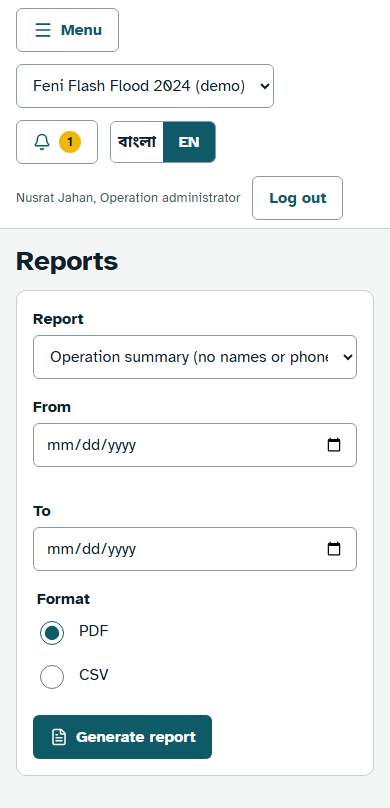 Menu
Feni Flash Flood 2024 (demo)
1
বাংলা EN
Nusrat Jahan, Operation administrator Log out
Reports
Report
Operation summary (no names or phone
From
mm/dd/yyyy
To
mm/dd/yyyy
Format
PDF
CSV
Generate report